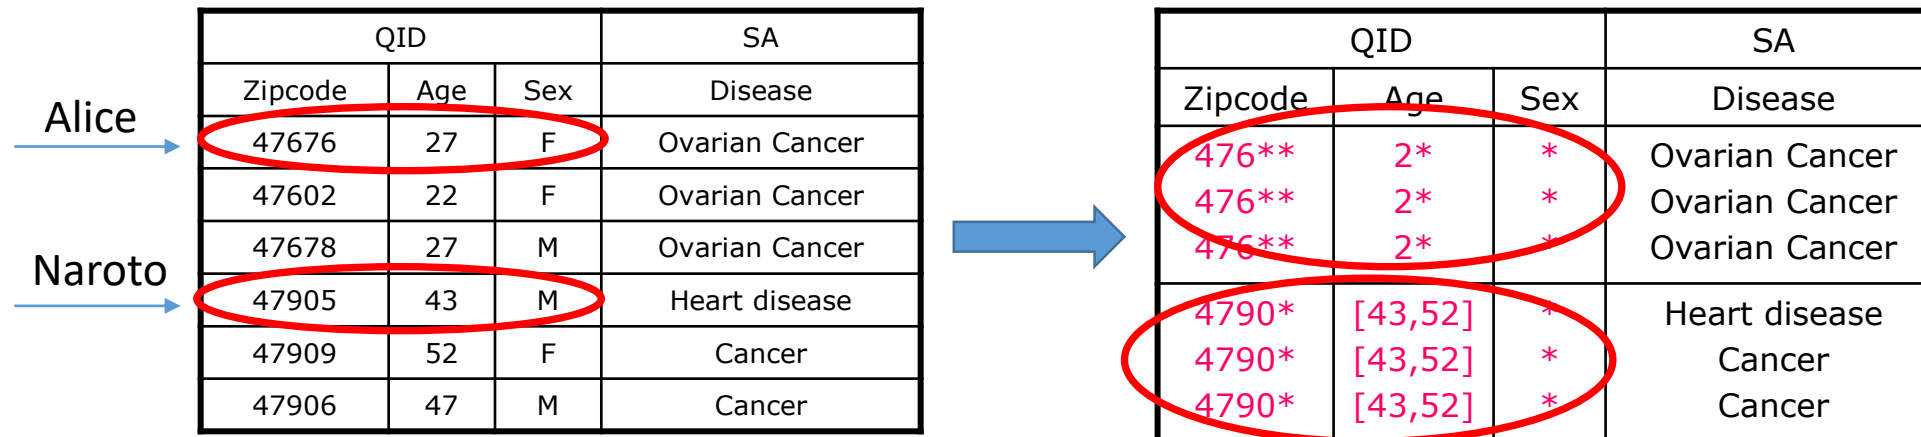 Alice
Naroto
QID SA
Zipcode Age Sex Disease
47676 27 F Ovarian Cancer
47602 22 F Ovarian Cancer
47678 27 M Ovarian Cancer
47905 43 M Heart disease
47909 52 F Cancer
47906 47 M Cancer
QID SA
Zipcode Age Sex Disease
476** 2* * Ovarian Cancer
476** 2* * Ovarian Cancer
476** 2* * Ovarian Cancer
4790* [43,52] * Heart disease
4790* [43,52] * Cancer
4790* [43,52] * Cancer